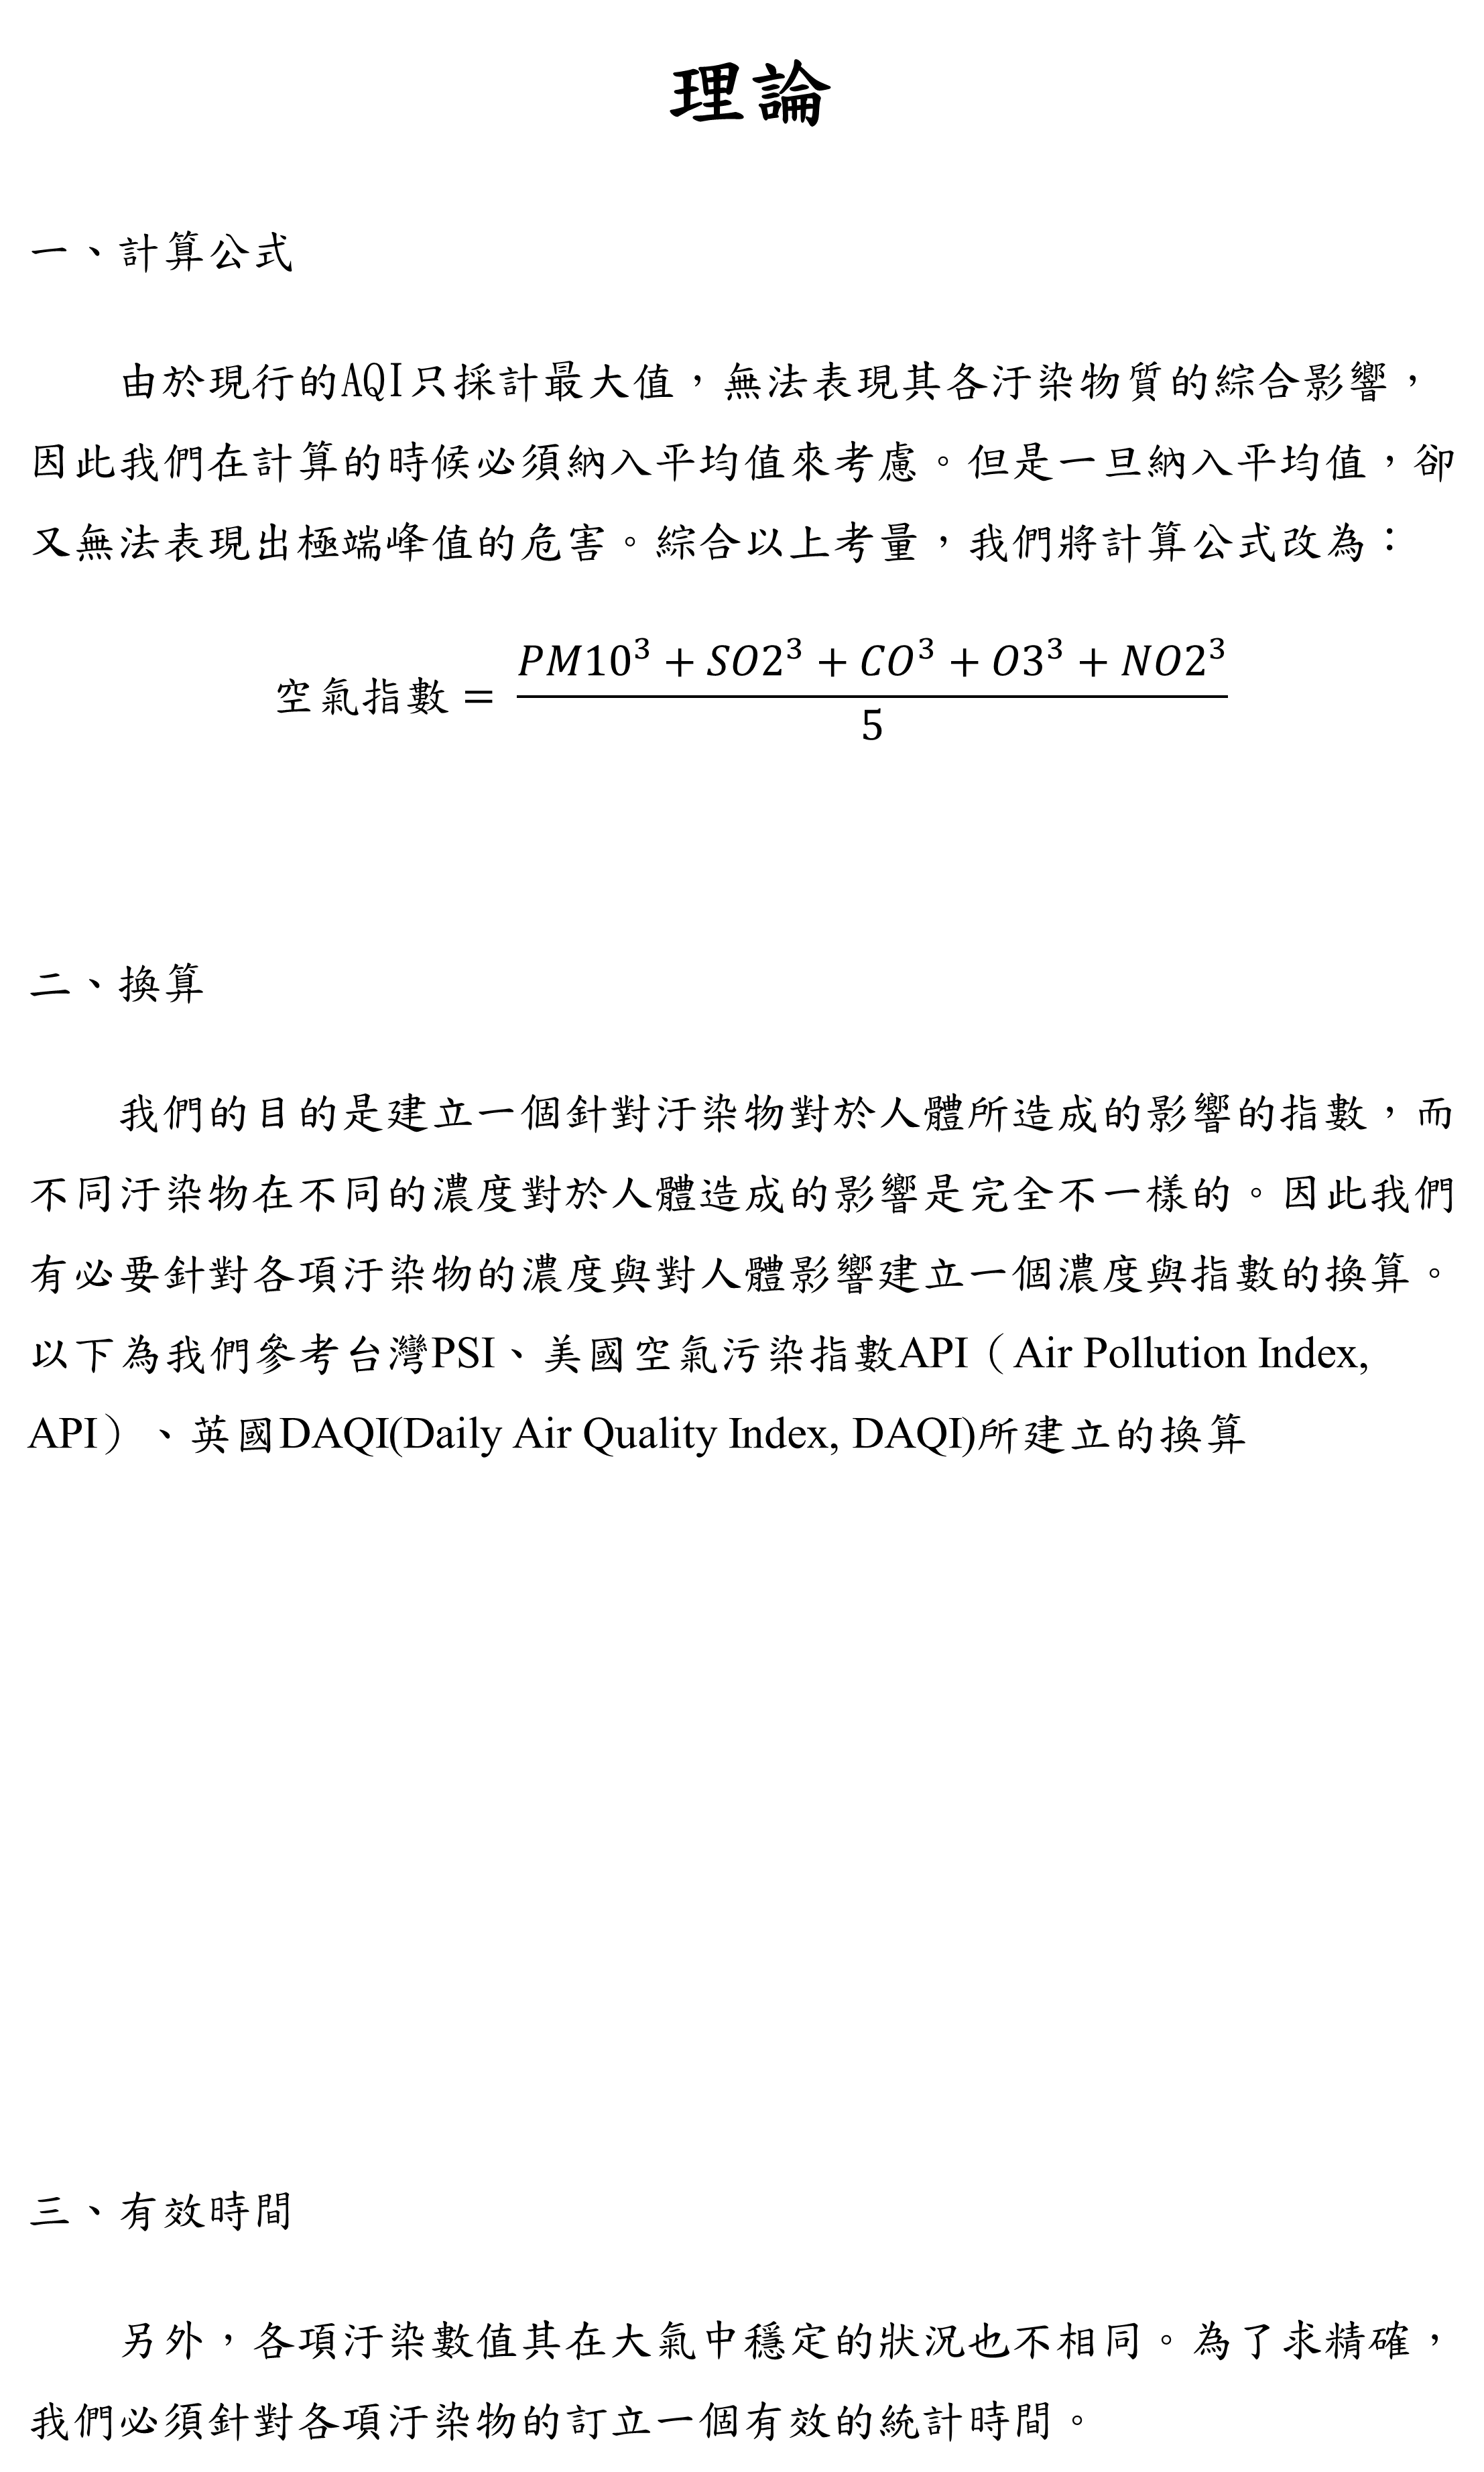 理論
一、計算公式
由於現行的AQI只採計最大值，無法表現其各汙染物質的綜合影響，
因此我們在計算的時候必須納入平均值來考慮。但是一旦納入平均值，卻
又無法表現出極端峰值的危害。綜合以上考量，我們將計算公式改為：
空氣指數 = \frac{PM10^3 + SO2^3 + CO^3 + O3^3 + NO2^3}{5}
二、換算
我們的目的是建立一個針對汙染物對於人體所造成的影響的指數，而
不同汙染物在不同的濃度對於人體造成的影響是完全不一樣的。因此我們
有必要針對各項汙染物的濃度與對人體影響建立一個濃度與指數的換算。
以下為我們參考台灣PSI、美國空氣污染指數API（Air Pollution Index,
API）、英國DAQI(Daily Air Quality Index, DAQI)所建立的換算
三、有效時間
另外，各項汙染數值其在大氣中穩定的狀況也不相同。為了求精確，
我們必須針對各項汙染物的訂立一個有效的統計時間。